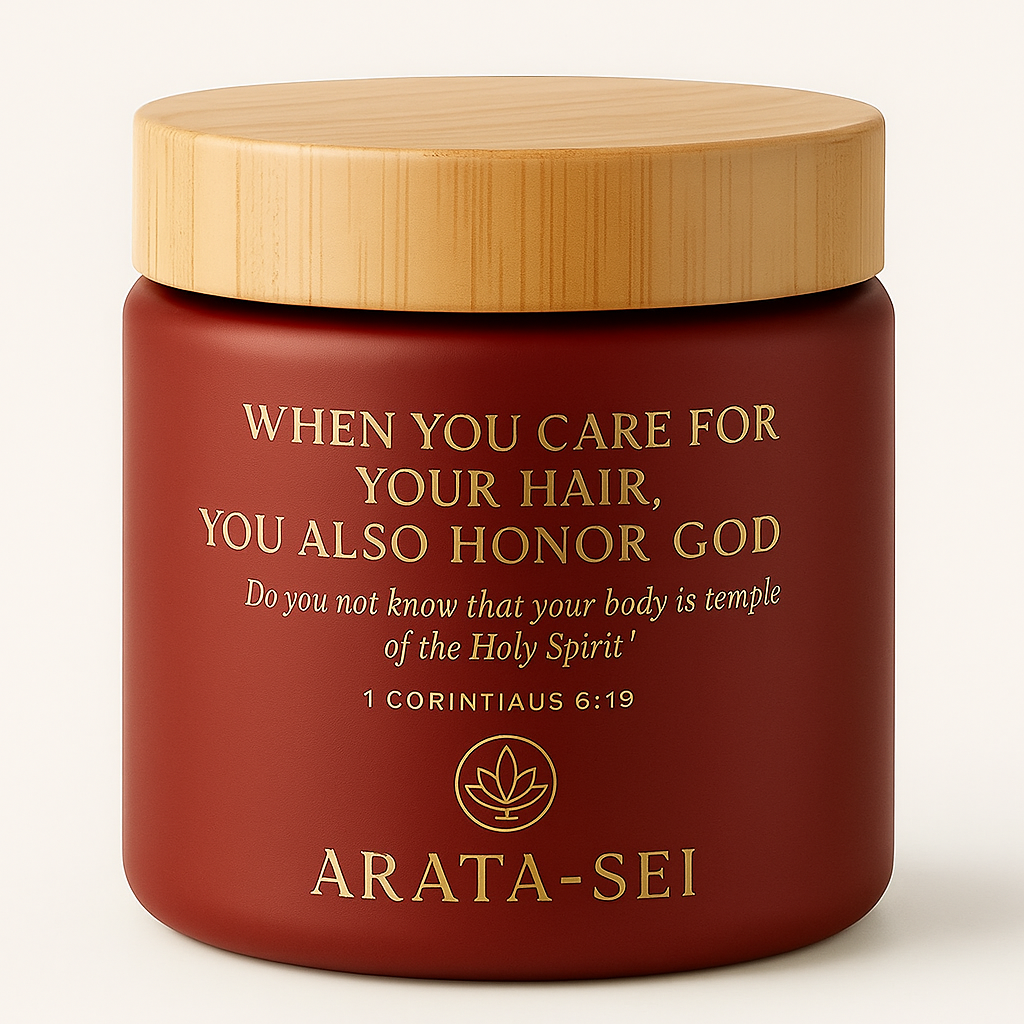 WHEN YOU CARE FOR
YOUR HAIR,
YOU ALSO HONOR GOD
Do you not know that your body is temple
of the Holy Spirit'
1 CORINTIAUS 6:19
ARATA-SEI